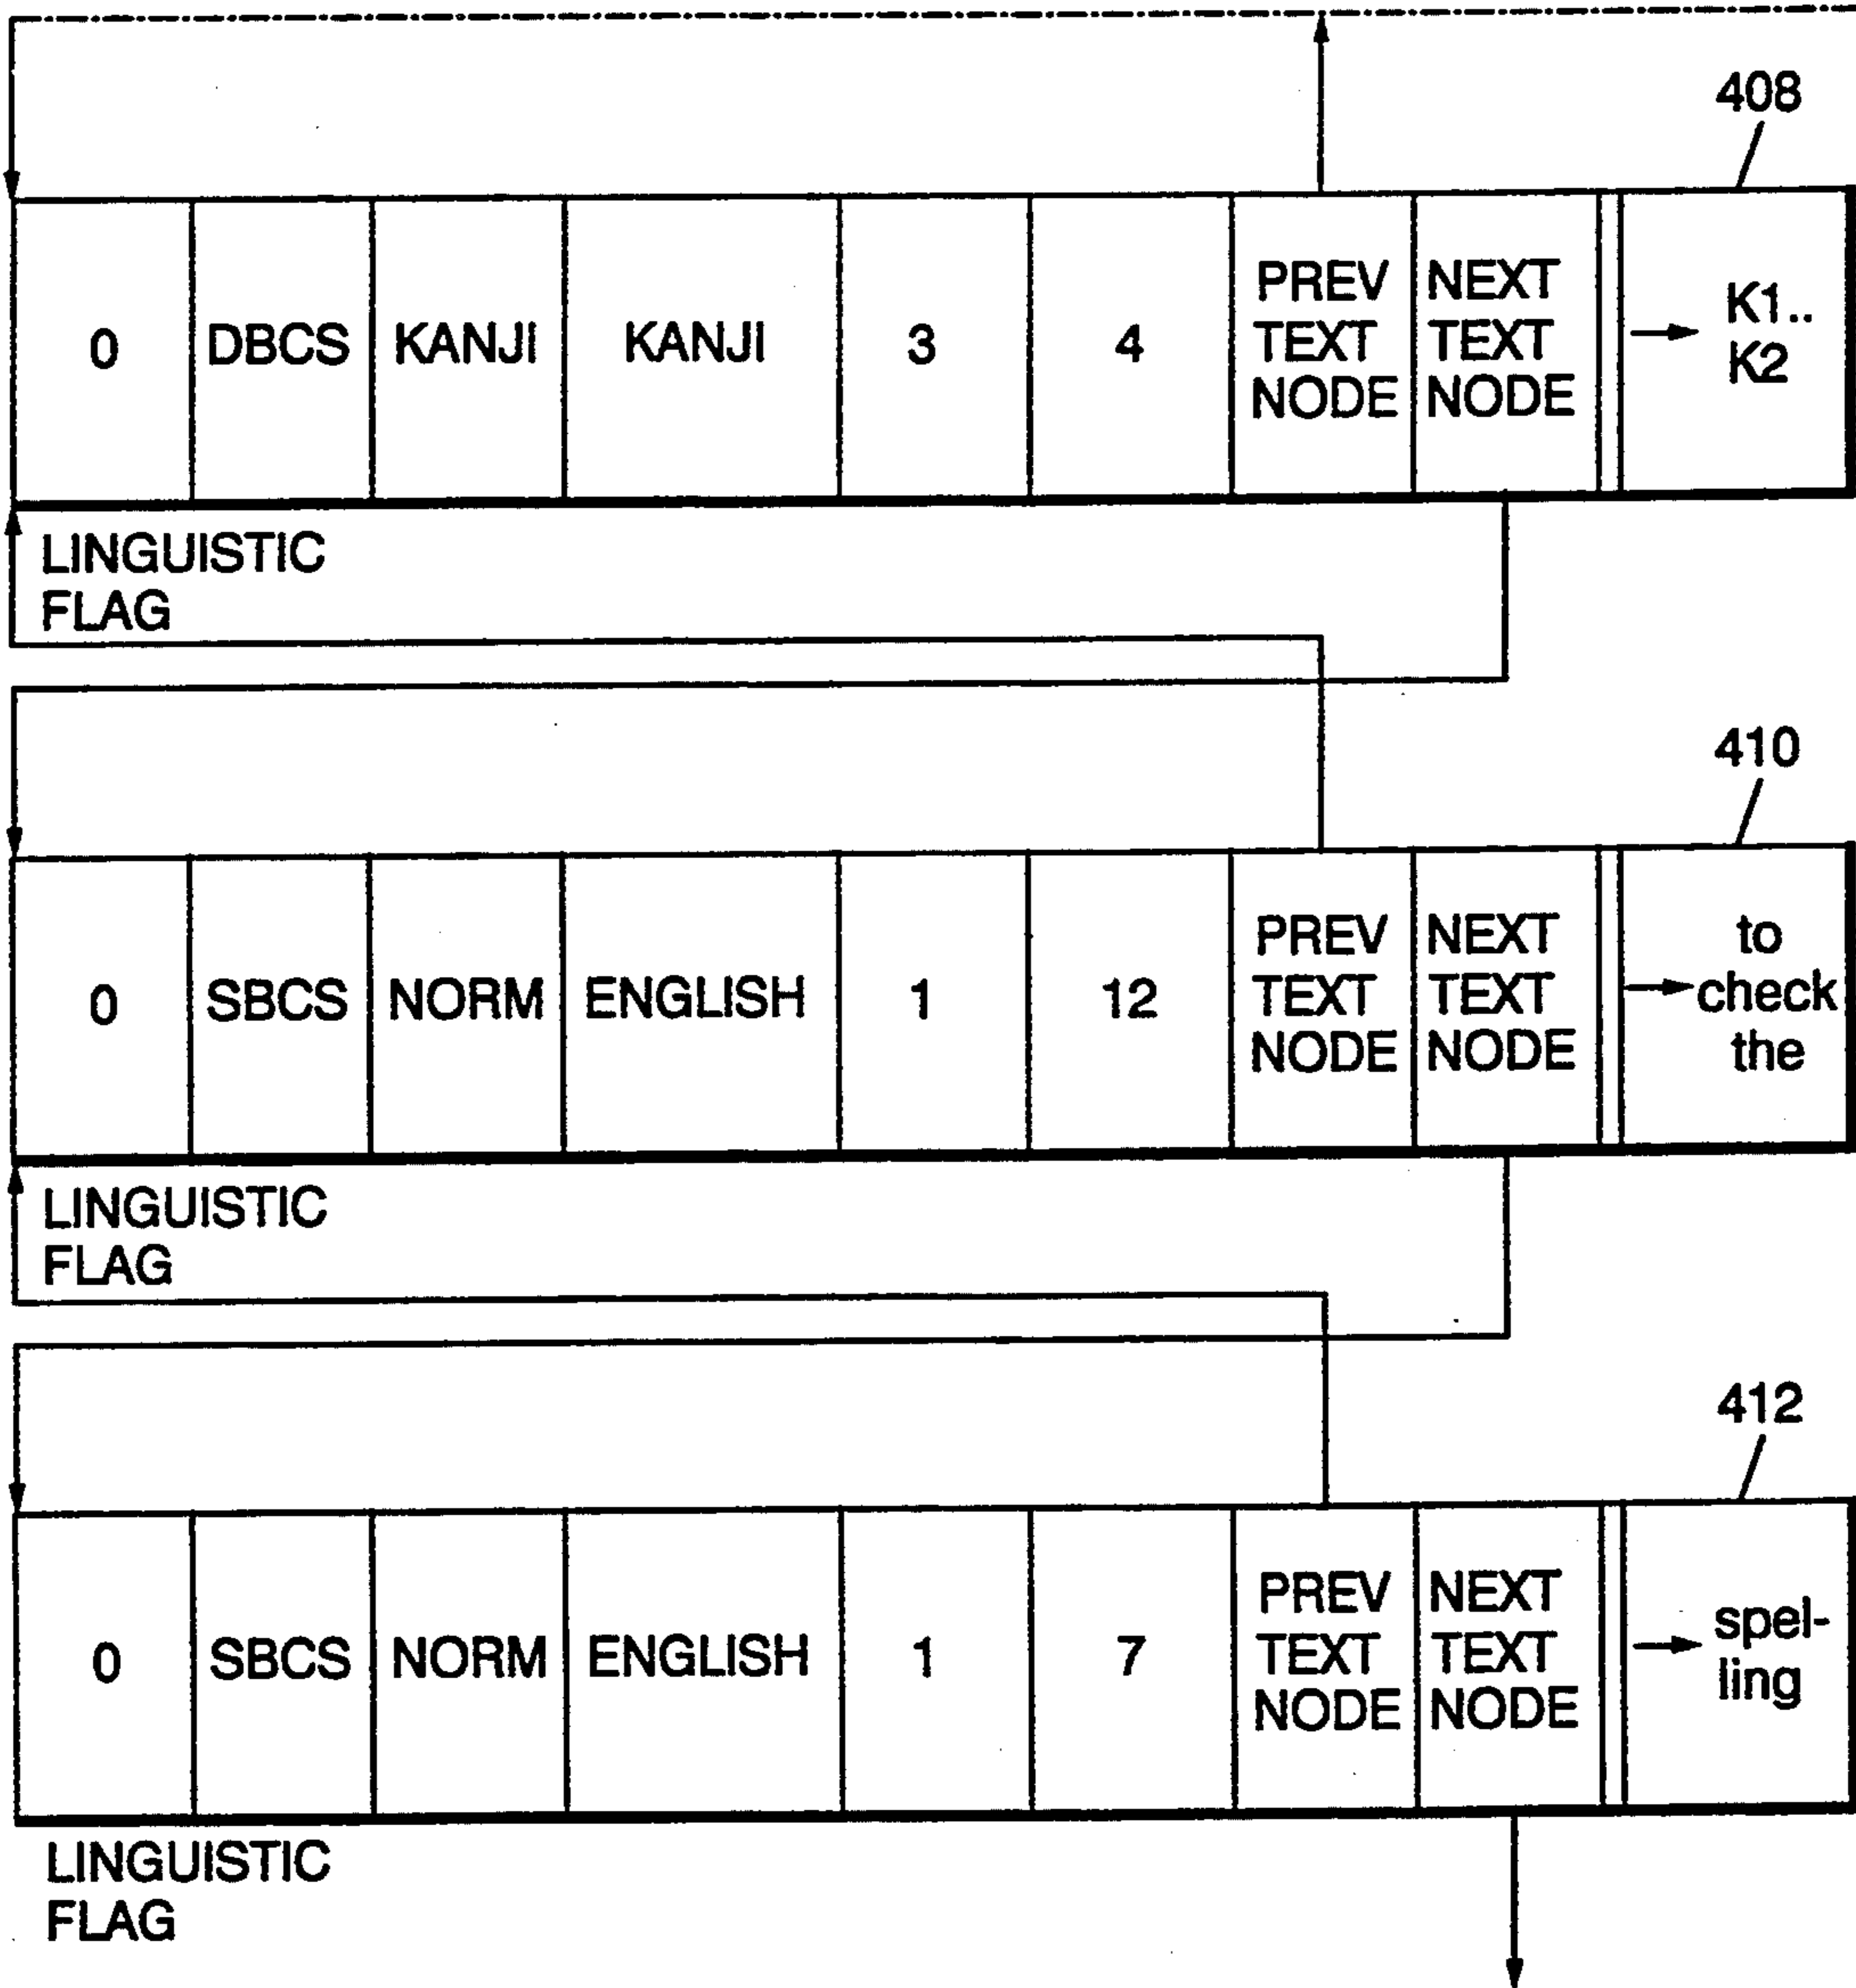 408
0
DBCS
KANJI
KANJI
3
4
PREV
TEXT
NODE
NEXT
TEXT
NODE
K1..
K2
LINGUISTIC
FLAG
410
0
SBCS
NORM
ENGLISH
1
12
PREV
TEXT
NODE
NEXT
TEXT
NODE
to
check
the
LINGUISTIC
FLAG
412
0
SBCS
NORM
ENGLISH
1
7
PREV
TEXT
NODE
NEXT
TEXT
NODE
spel-
ling
LINGUISTIC
FLAG